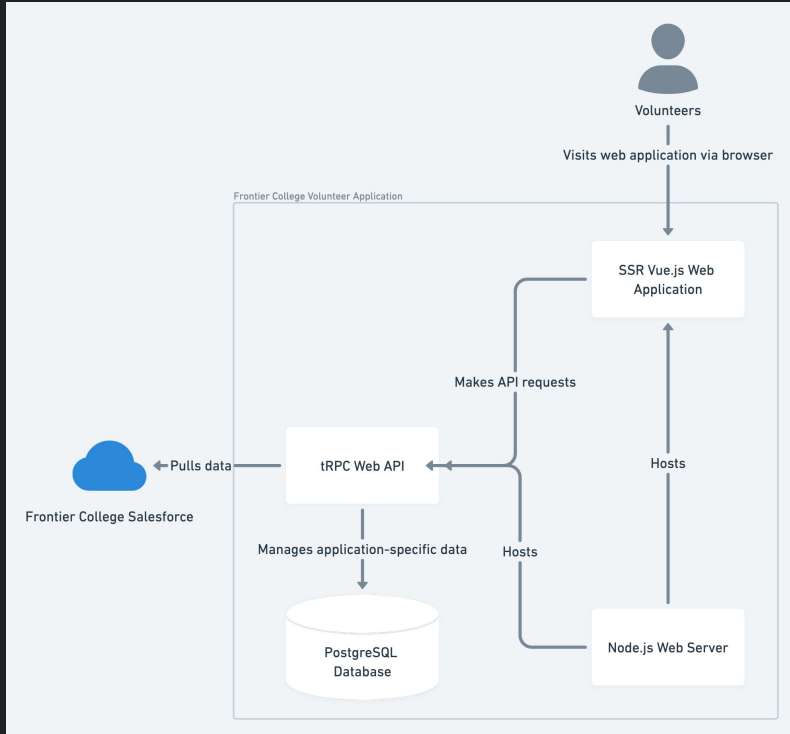 Volunteers
Visits web application via browser
Frontier College Volunteer Application
SSR Vue.js Web
Application
Makes API requests
Pulls data
tRPC Web API
Hosts
Frontier College Salesforce
Manages application-specific data
Hosts
PostgreSQL
Database
Node.js Web Server